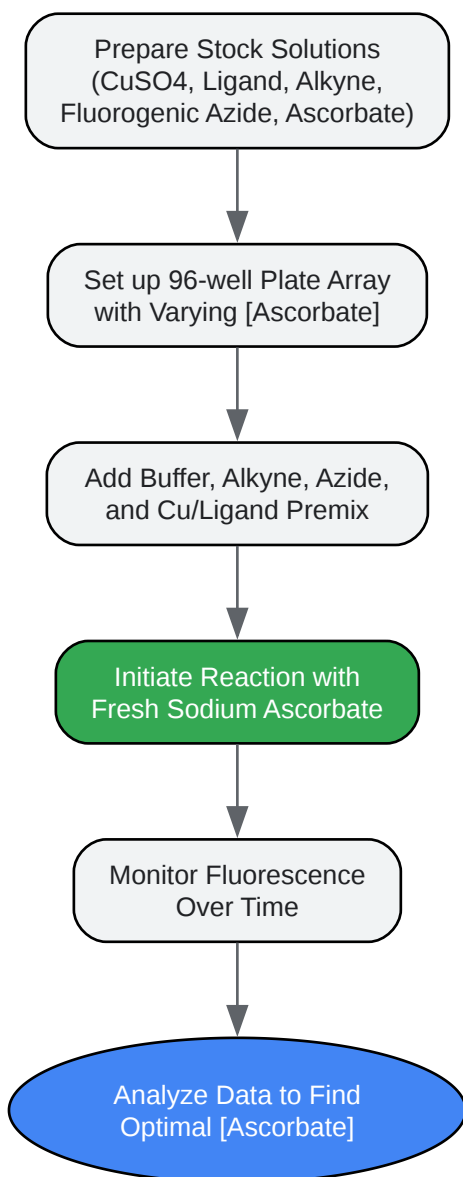 Prepare Stock Solutions
(CuSO4, Ligand, Alkyne,
Fluorogenic Azide, Ascorbate)
Set up 96-well Plate Array
with Varying [Ascorbate]
Add Buffer, Alkyne, Azide,
and Cu/Ligand Premix
Initiate Reaction with
Fresh Sodium Ascorbate
Monitor Fluorescence
Over Time
Analyze Data to Find
Optimal [Ascorbate]